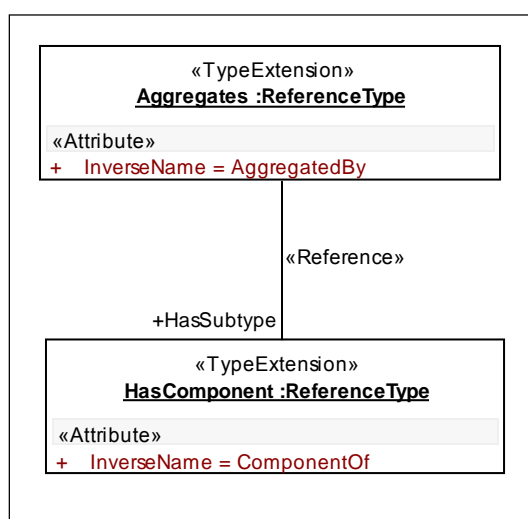 «TypeExtension»
Aggregates :ReferenceType
«Attribute»
+ InverseName = AggregatedBy
«Reference»
+HasSubtype
«TypeExtension»
HasComponent :ReferenceType
«Attribute»
+ InverseName = ComponentOf